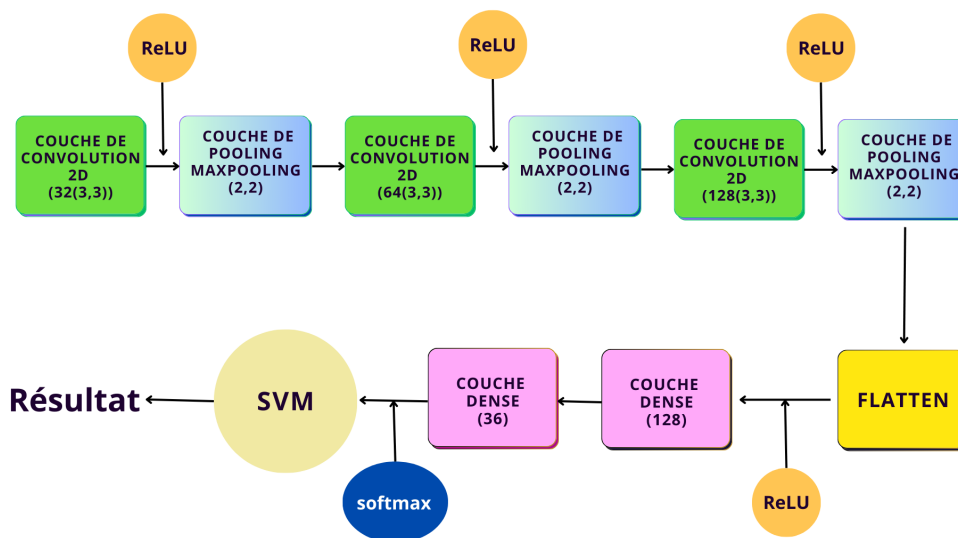 ReLU
ReLU
ReLU
COUCHE DE
CONVOLUTION
2D
(32(3,3))
COUCHE DE
POOLING
MAXPOOLING
(2,2)
COUCHE DE
CONVOLUTION
2D
(64(3,3))
COUCHE DE
POOLING
MAXPOOLING
(2,2)
COUCHE DE
CONVOLUTION
2D
(128(3,3))
COUCHE DE
POOLING
MAXPOOLING
(2,2)
Résultat
SVM
COUCHE
DENSE
(36)
COUCHE
DENSE
(128)
FLATTEN
softmax
ReLU